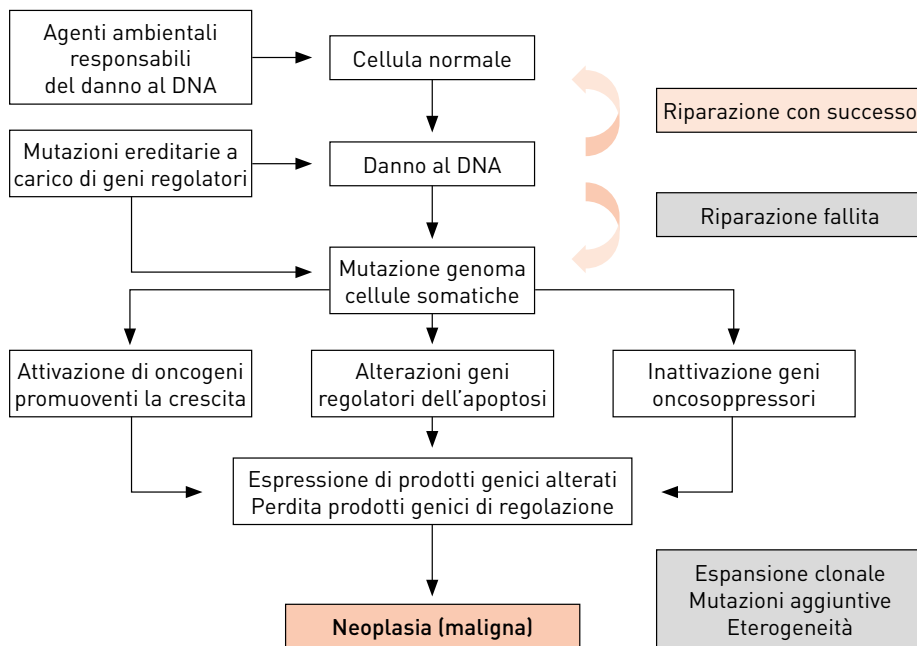 Agenti ambientali
responsabili
del danno al DNA
Cellula normale
Riparazione con successo
Mutazioni ereditarie a
carico di geni regolatori
Danno al DNA
Riparazione fallita
Mutazione genoma
cellule somatiche
Attivazione di oncogeni
promuoventi la crescita
Alterazioni geni
regolatori dell'apoptosi
Inattivazione geni
oncosoppressori
Espressione di prodotti genici alterati
Perdita prodotti genici di regolazione
Espansione clonale
Mutazioni aggiuntive
Eterogeneità
Neoplasia (maligna)